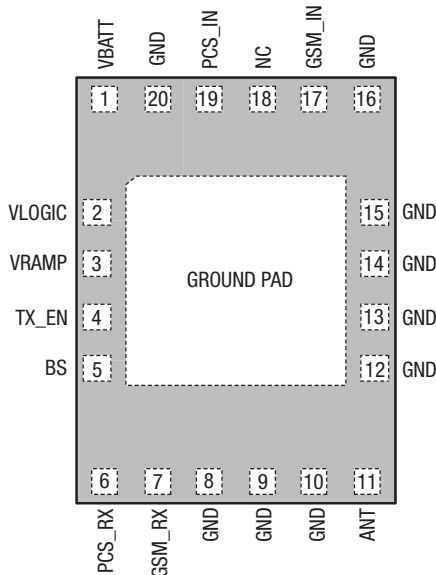 VBATT
GND
PCS_IN
NC
GSM_IN
GND
1
20
19
18
17
16
VLOGIC
2
15
GND
VRAMP
3
14
GND
GROUND PAD
TX_EN
4
13
GND
BS
5
12
GND
6
7
8
9
10
11
PCS_RX
GSM_RX
GND
GND
GND
ANT